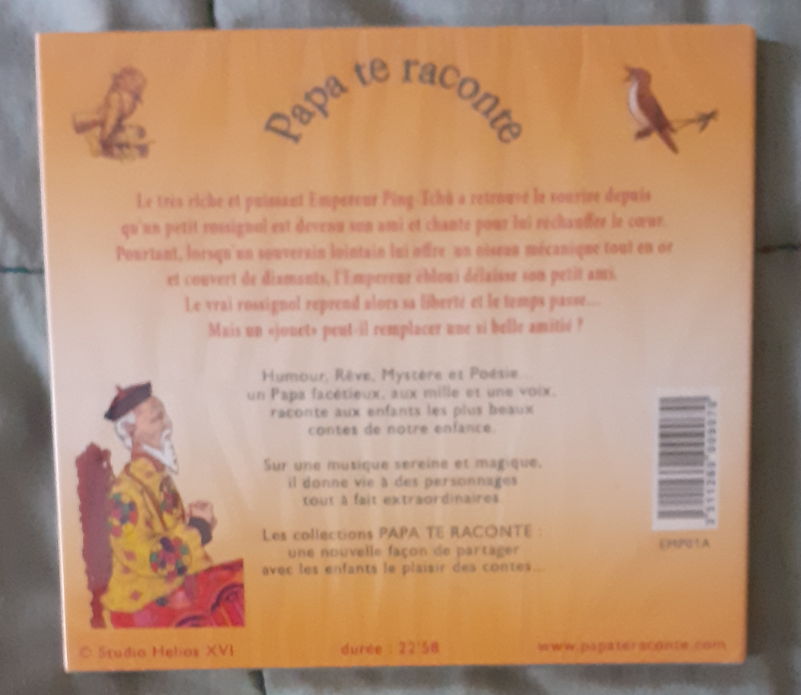 Papa te raconte
Le très riche et puissant Empereur Ping-Tchü a retrouvé le sourire depuis
qu'un petit rossignol est devenu son ami et chante pour lui réchauffer le cœur.
Pourtant, lorsqu'un souverain lointain lui offre un oiseau mécanique tout en or
et couvert de diamants, l'Empereur ébloui délaisse son petit ami.
Le vrai rossignol reprend alors sa liberté et le temps passe...
Mais un «jouet» peut-il remplacer une si belle amitié ?
Humour, Rêve, Mystère et Poésie...
un Papa facétieux, aux mille et une voix,
raconte aux enfants les plus beaux
contes de notre enfance.
Sur une musique sereine et magique,
il donne vie à des personnages
tout à fait extraordinaires
Les collections PAPA TE RACONTE :
une nouvelle façon de partager
avec les enfants le plaisir des contes...
EMP01A
© Studio Helios XVI
durée : 22'58
www.papateraconte.com